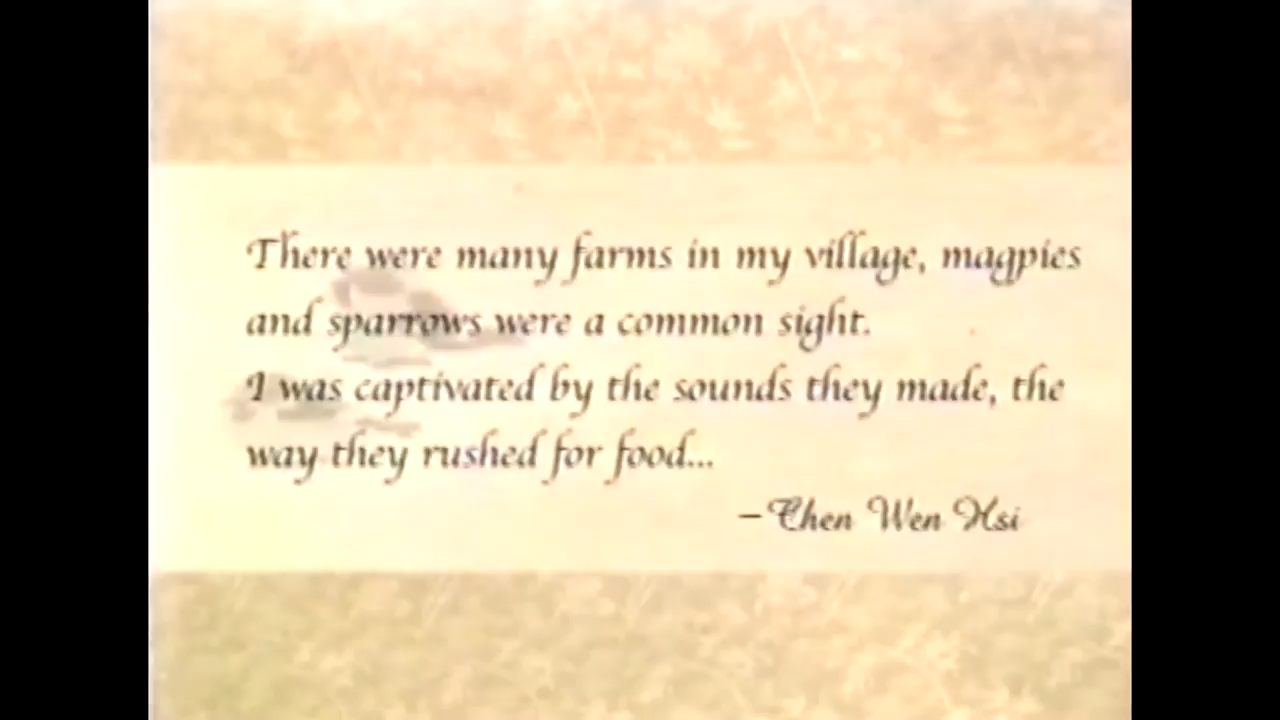 There were many farms in my village, magpies
and sparrows were a common sight.
I was captivated by the sounds they made, the
way they rushed for food...
–Chen Wen Hsi